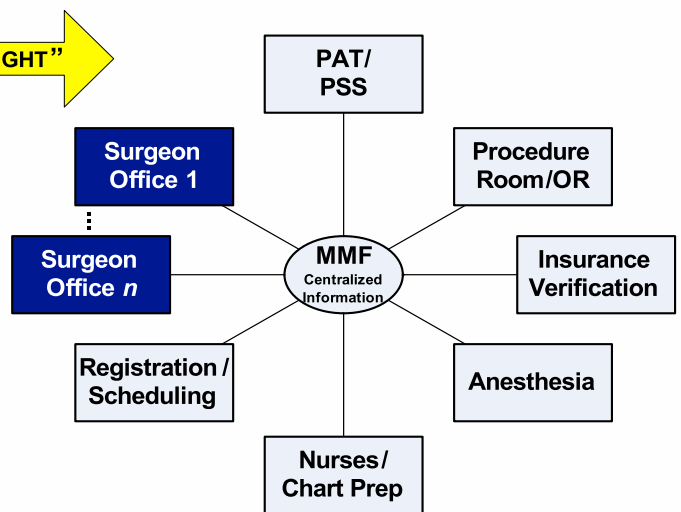 GHT”
PAT/
PSS
Surgeon
Office 1
Procedure
Room/OR
Surgeon
Office n
MMF
Centralized
Information
Insurance
Verification
Registration /
Scheduling
Anesthesia
Nurses/
Chart Prep